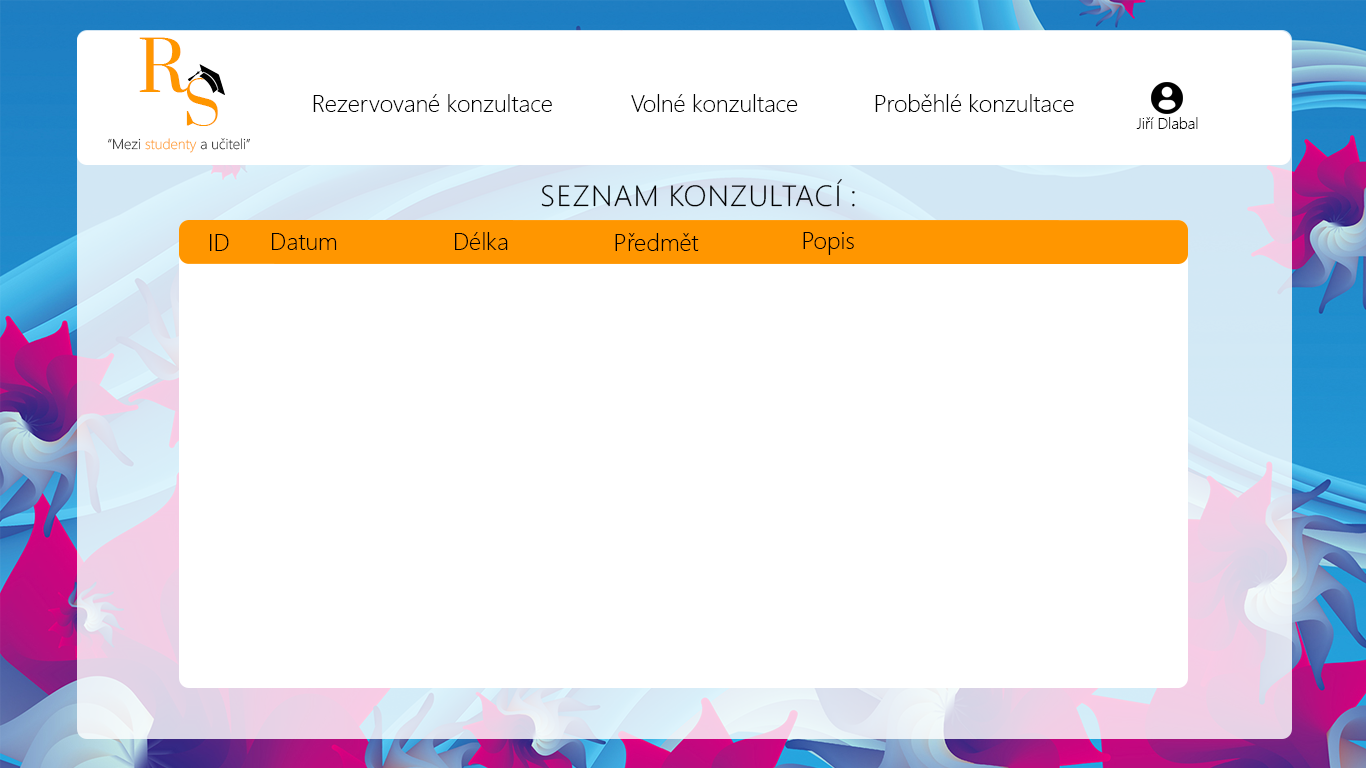 RS
"Mezi studenty a učiteli"
Rezervované konzultace
Volné konzultace
Proběhlé konzultace
Jiří Dlabal
SEZNAM KONZULTACÍ :
ID Datum Délka Předmět Popis